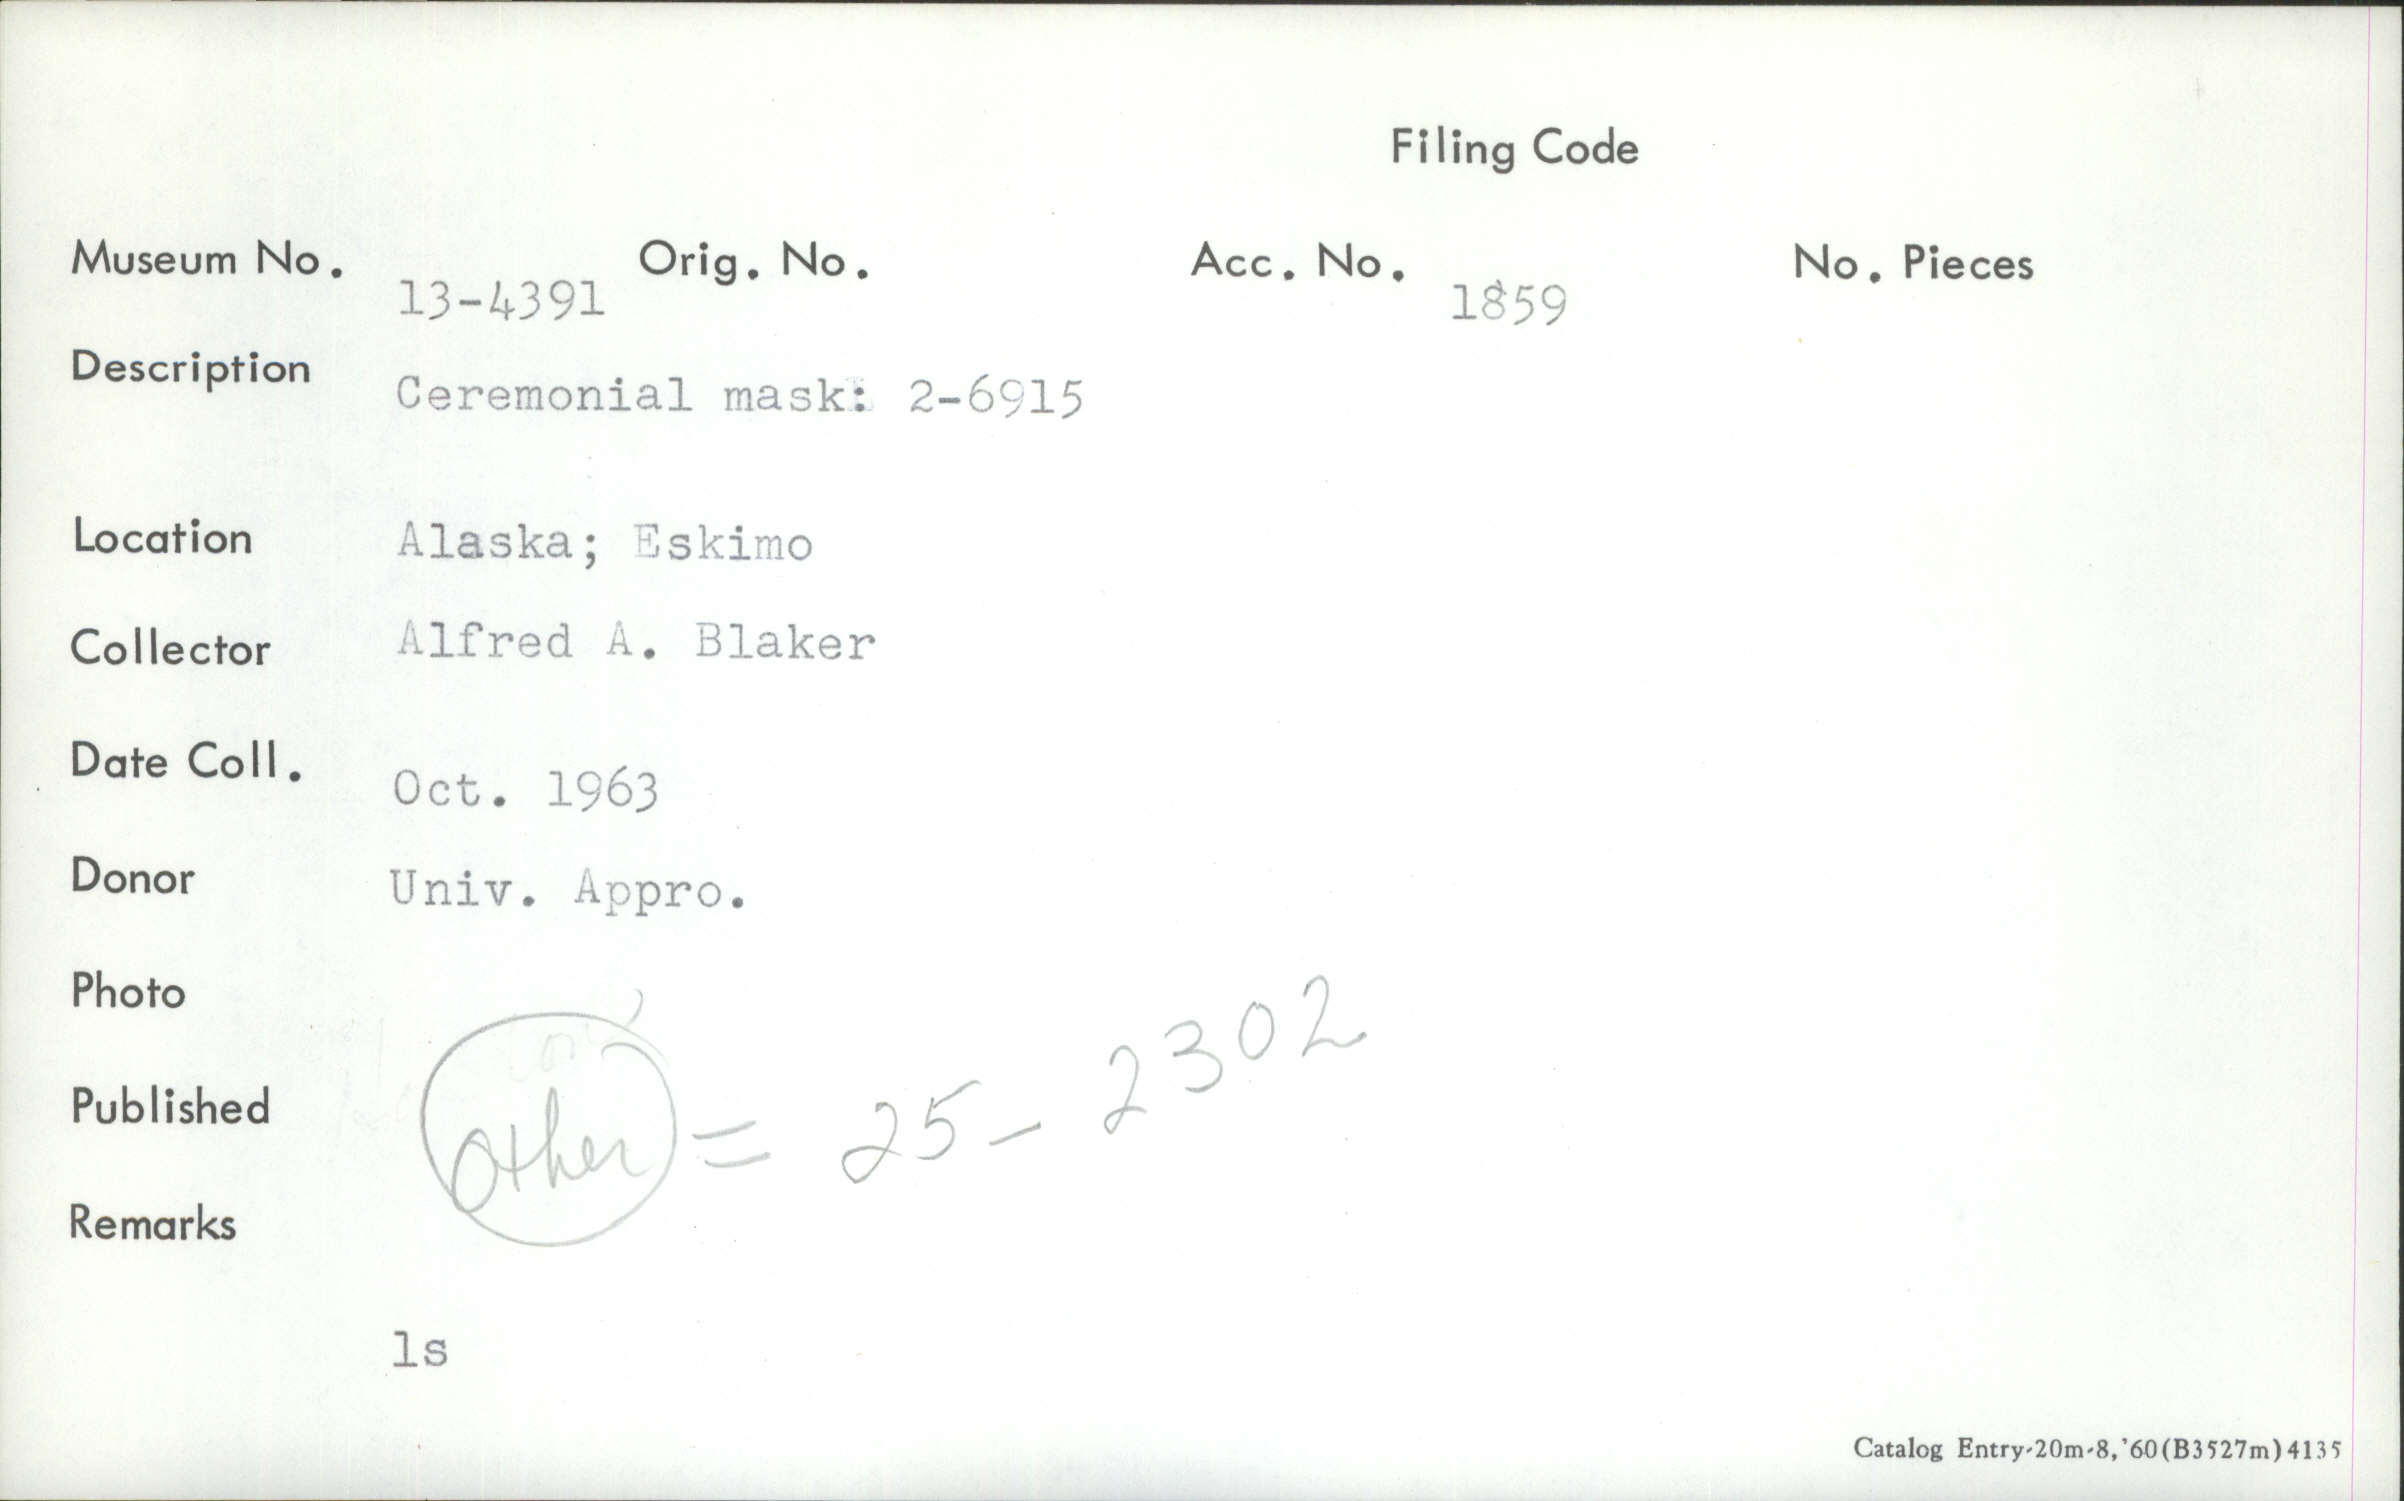 Filing Code
Museum No. 13-4391 Orig. No. Acc. No. 1859 No. Pieces
Description Ceremonial mask: 2-6915
Location Alaska; Eskimo
Collector Alfred A. Blaker
Date Coll. Oct. 1963
Donor Univ. Appro.
Photo
Published
other = 25-2302
Remarks
ls
Catalog Entry-20m-8,'60(B3527m)4135